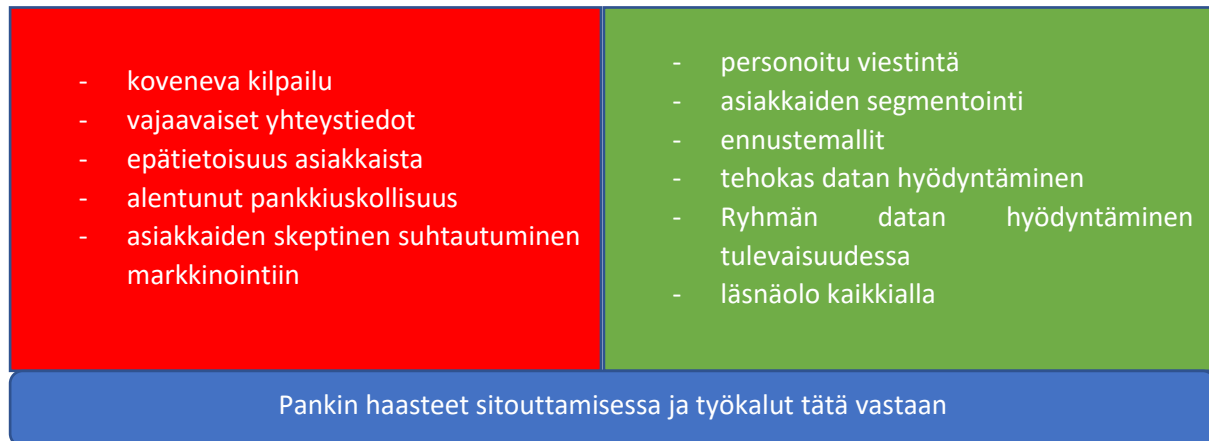 - koveneva kilpailu
- vajaavaiset yhteystiedot
- epätietoisuus asiakkaista
- alentunut pankkiuskollisuus
- asiakkaiden skeptinen suhtautuminen
markkinointiin
- personoitu viestintä
- asiakkaiden segmentointi
- ennustemallit
- tehokas datan hyödyntäminen
- Ryhmän datan hyödyntäminen
tulevaisuudessa
- läsnäolo kaikkialla
Pankin haasteet sitouttamisessa ja työkalut tätä vastaan